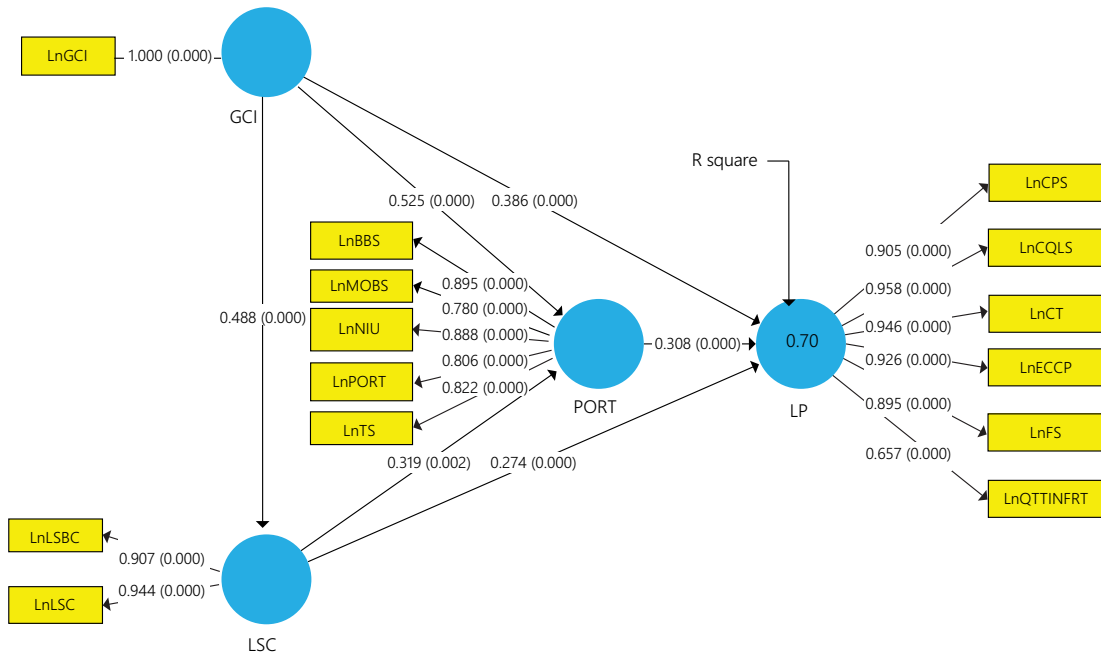 LnGCI
1.000 (0.000)
GCI
R square
LnCPS
0.525 (0.000)
0.386 (0.000)
LnBBS
LnCQLS
0.905 (0.000)
LnMOBS
0.895 (0.000)
0.958 (0.000)
0.780 (0.000)
LnCT
0.488 (0.000)
LnNIU
0.888 (0.000)
0.946 (0.000)
0.308 (0.000)
0.70
0.806 (0.000)
0.926 (0.000)
LnECCP
LnPORT
0.822 (0.000)
PORT
LP
0.895 (0.000)
LnTS
LnFS
0.319 (0.002)
0.274 (0.000)
0.657 (0.000)
LnQTTINFRT
LnLSBC
0.907 (0.000)
0.944 (0.000)
LnLSC
LSC